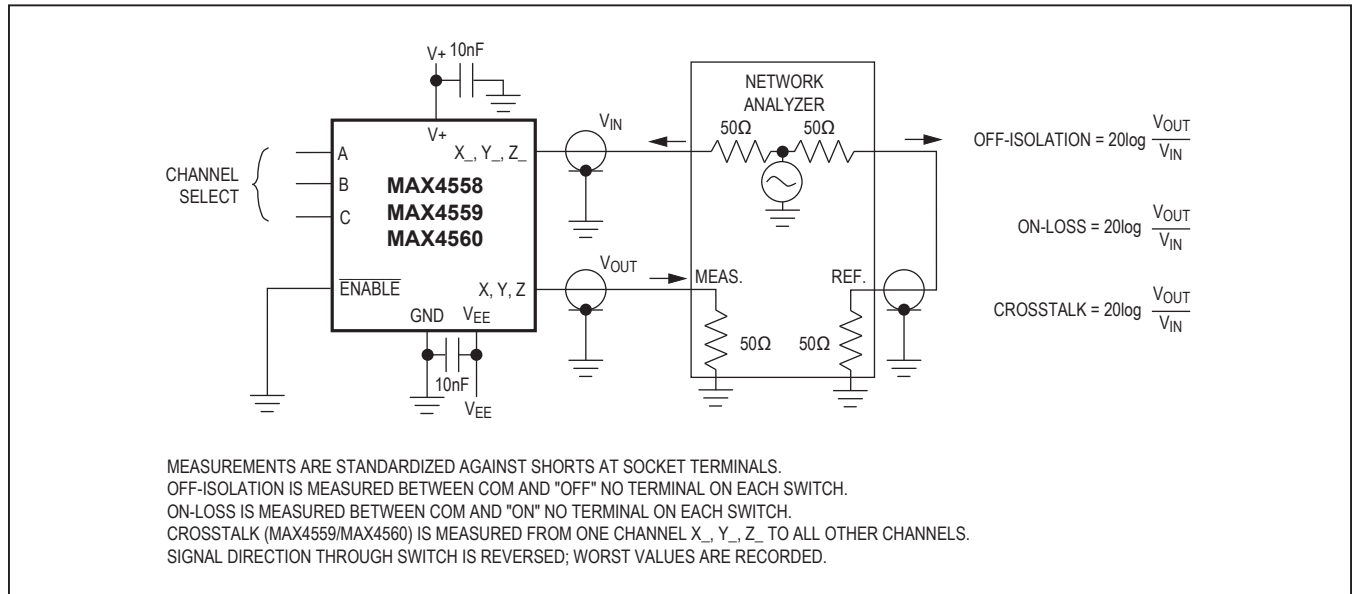 V+ 10nF
V+
CHANNEL
SELECT
A
B
C
X_, Y_, Z_
MAX4558
MAX4559
MAX4560
ENABLE
X, Y, Z
GND VEE
10nF
VEE
VIN
VOUT
NETWORK
ANALYZER
50Ω 50Ω
MEAS. REF.
50Ω 50Ω
OFF-ISOLATION = 20log VOUT
VIN
ON-LOSS = 20log VOUT
VIN
CROSSTALK = 20log VOUT
VIN
MEASUREMENTS ARE STANDARDIZED AGAINST SHORTS AT SOCKET TERMINALS.
OFF-ISOLATION IS MEASURED BETWEEN COM AND "OFF" NO TERMINAL ON EACH SWITCH.
ON-LOSS IS MEASURED BETWEEN COM AND "ON" NO TERMINAL ON EACH SWITCH.
CROSSTALK (MAX4559/MAX4560) IS MEASURED FROM ONE CHANNEL X_, Y_, Z_ TO ALL OTHER CHANNELS.
SIGNAL DIRECTION THROUGH SWITCH IS REVERSED; WORST VALUES ARE RECORDED.